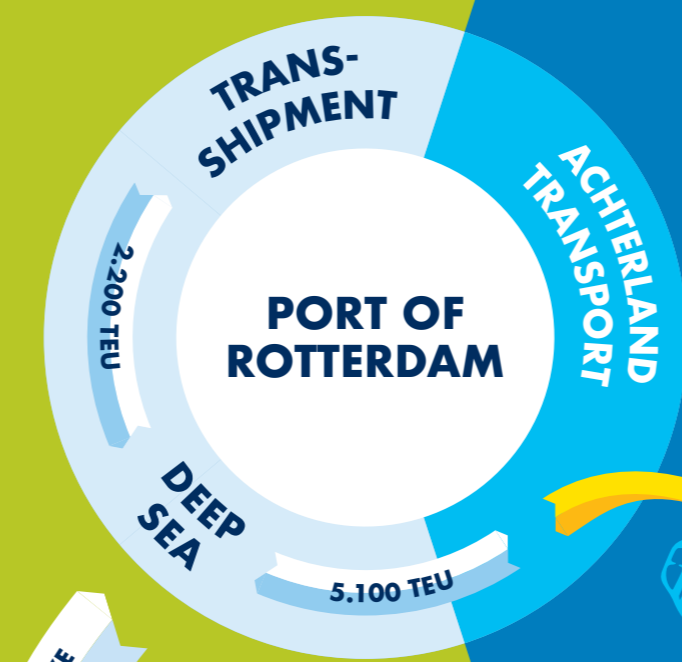 TRANS-
SHIPMENT
ACHTERLAND
TRANSPORT
2.200 TEU
PORT OF
ROTTERDAM
DEEP
SEA
5.100 TEU